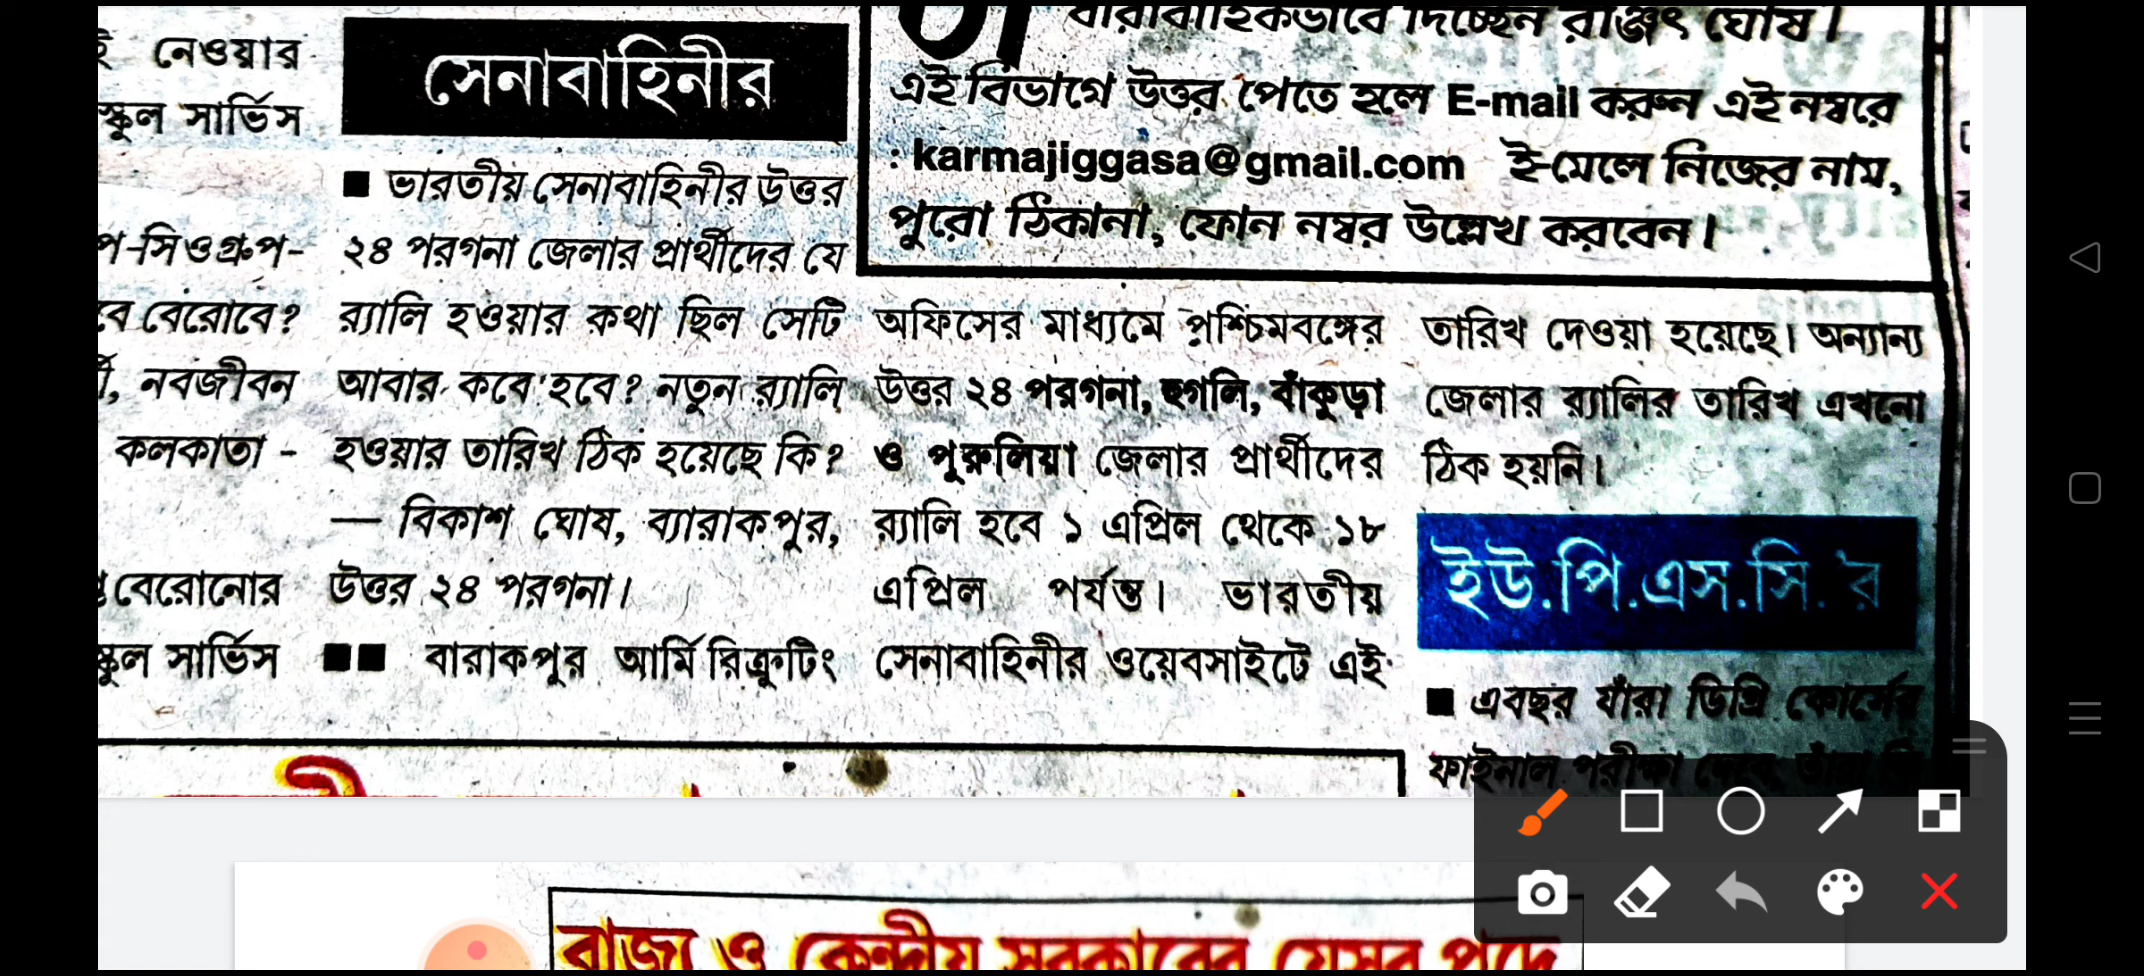 ই নেওয়ার
স্কুল সার্ভিস
প-সি ও গ্রুপ-
বে বেরোবে?
র্ী, নবজীবন
কলকাতা -
বেরোনোর
স্কুল সার্ভিস
সেনাবাহিনীর
■ ভারতীয় সেনাবাহিনীর উত্তর
২৪ পরগনা জেলার প্রার্থীদের যে
র‍্যালি হওয়ার কথা ছিল সেটি
আবার কবে হবে? নতুন র‍্যালি
হওয়ার তারিখ ঠিক হয়েছে কি?
— বিকাশ ঘোষ, ব্যারাকপুর,
উত্তর ২৪ পরগনা।
■■ বারাকপুর আর্মি রিক্রুটিং
ধারাবাহিকভাবে দিচ্ছেন রঞ্জিৎ ঘোষ।
এই বিভাগে উত্তর পেতে হলে E-mail করুন এই নম্বরে
: karmajiggasa@gmail.com ই-মেলে নিজের নাম,
পুরো ঠিকানা, ফোন নম্বর উল্লেখ করবেন।
অফিসের মাধ্যমে পশ্চিমবঙ্গের
উত্তর ২৪ পরগনা, হুগলি, বাঁকুড়া
ও পুরুলিয়া জেলার প্রার্থীদের
র‍্যালি হবে ১ এপ্রিল থেকে ১৮
এপ্রিল পর্যন্ত। ভারতীয়
সেনাবাহিনীর ওয়েবসাইটে এই
তারিখ দেওয়া হয়েছে। অন্যান্য
জেলার র‍্যালির তারিখ এখনো
ঠিক হয়নি।
ইউ.পি.এস.সি.র
■ এবছর যাঁরা ডিগ্রি কোর্সের
ফাইনাল পরীক্ষা দেবে, তাঁরা
রাজ্য ও কেন্দ্রীয় সরকারের যেসব পদে